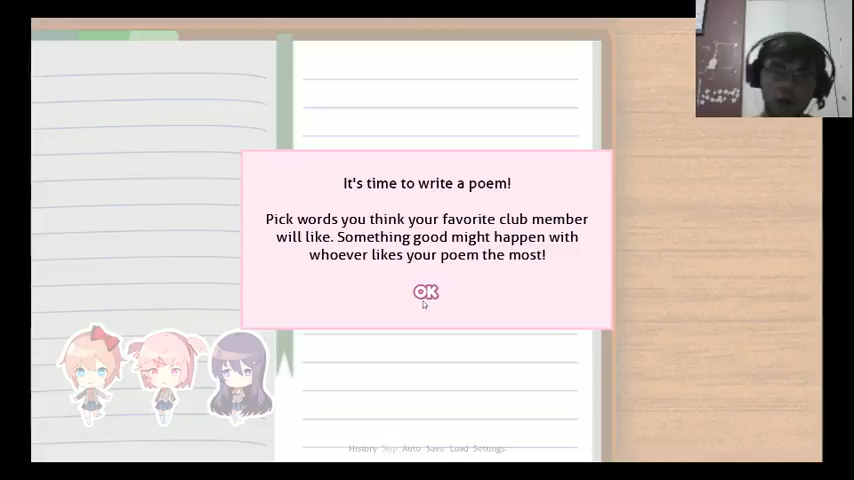 It's time to write a poem!
Pick words you think your favorite club member
will like. Something good might happen with
whoever likes your poem the most!
OK
History Skip Auto Save Load Settings